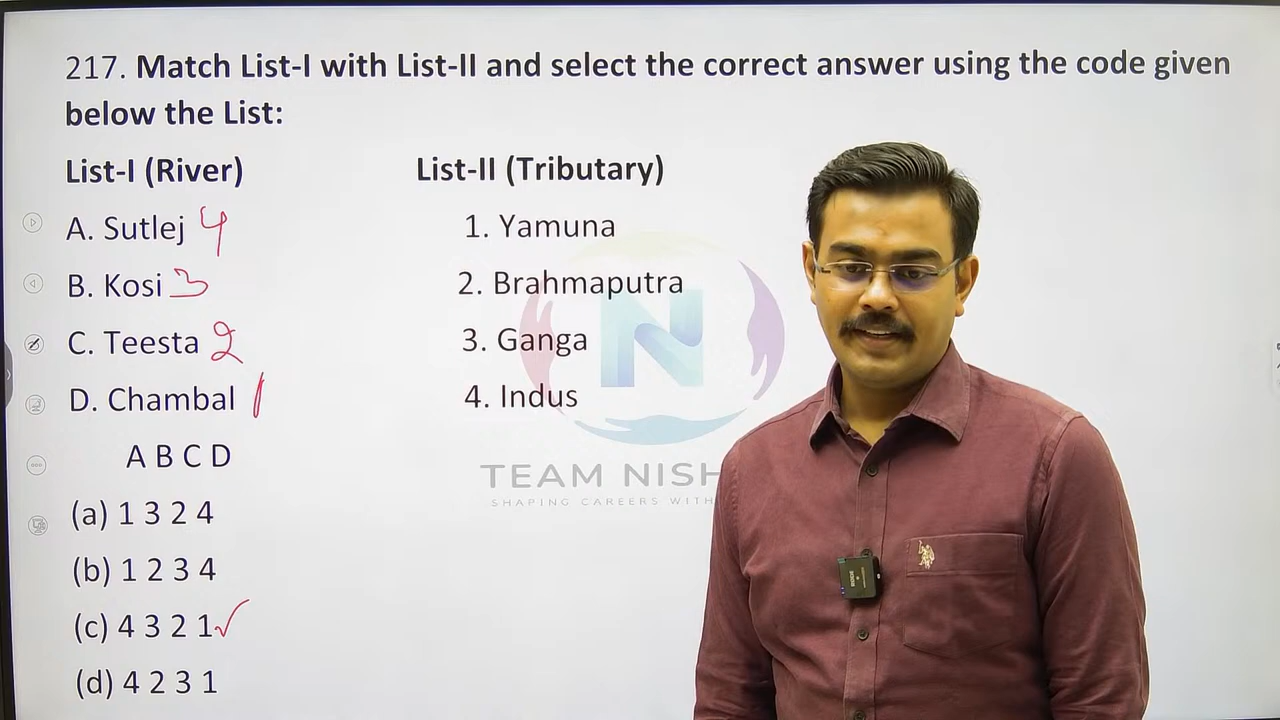 217. Match List-I with List-II and select the correct answer using the code given
below the List:
List-I (River) List-II (Tributary)
A. Sutlej 4 1. Yamuna
B. Kosi 3 2. Brahmaputra
C. Teesta 2 3. Ganga
D. Chambal 1 4. Indus
A B C D
TEAM NISH
SHAPING CAREERS WITH
(a) 1 3 2 4
(b) 1 2 3 4
(c) 4 3 2 1 ✓
(d) 4 2 3 1